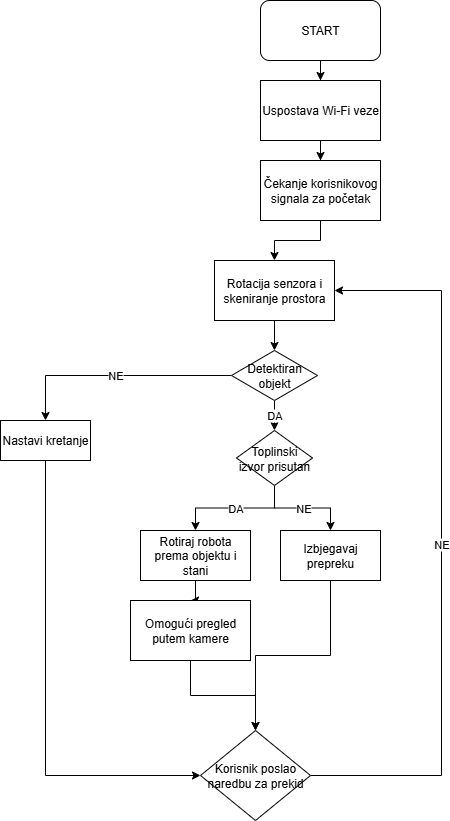 START
Uspostava Wi-Fi veze
Čekanje korisnikovog
signala za početak
Rotacija senzora i
skeniranje prostora
Detektiran
objekt
NE
DA
Nastavi kretanje
Toplinski
izvor prisutan
DA
NE
Rotiraj robota
prema objektu i
stani
Izbjegavaj
prepreku
NE
Omogući pregled
putem kamere
Korisnik poslao
naredbu za prekid